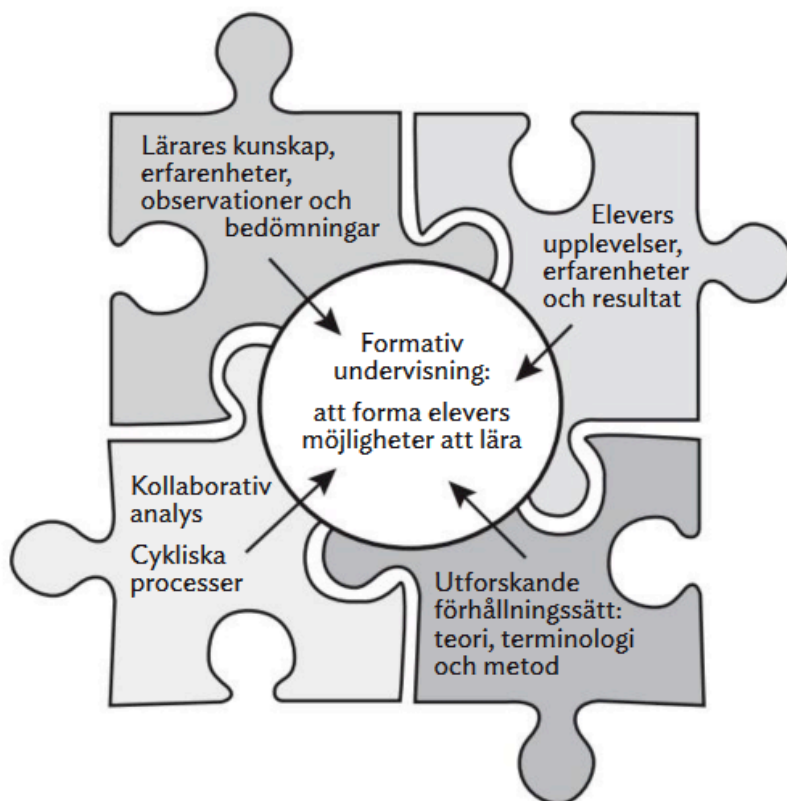 Lärares kunskap,
erfarenheter,
observationer och
bedömningar
Elevers
upplevelser,
erfarenheter
och resultat
Formativ
undervisning:
att forma elevers
möjligheter att lära
Kollaborativ
analys
Cykliska
processer
Utforskande
förhållningssätt:
teori, terminologi
och metod